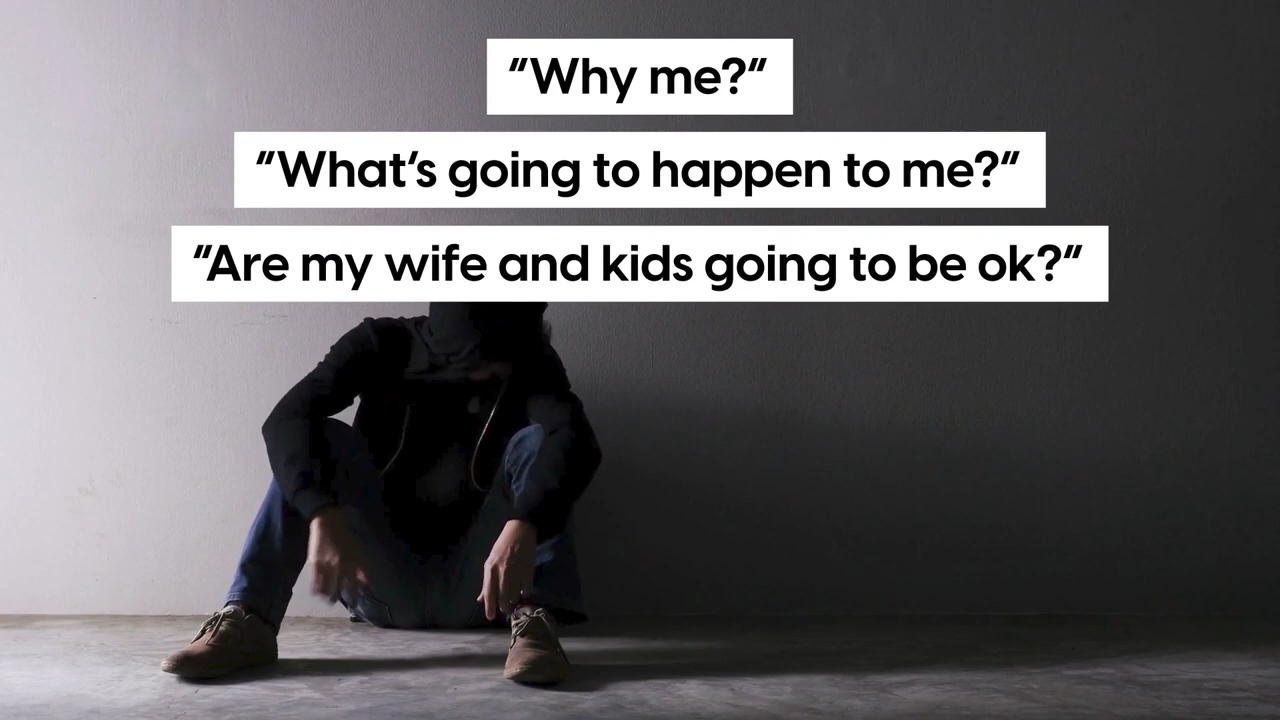 "Why me?"
"What's going to happen to me?"
"Are my wife and kids going to be ok?"